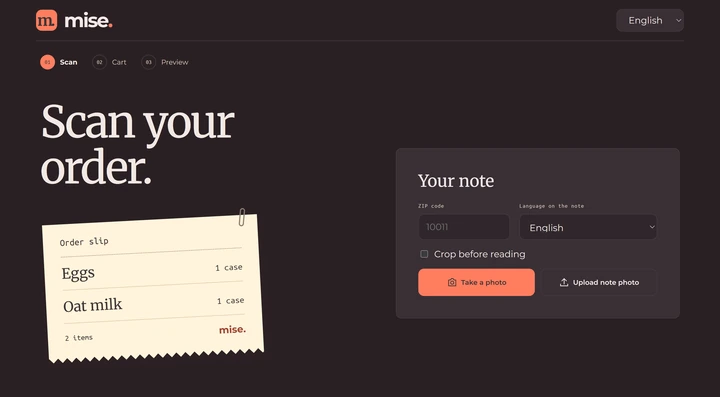 m. mise.
English
01 Scan
02 Cart
03 Preview
Scan your
order.
Order slip
Eggs 1 case
Oat milk 1 case
2 items mise.
Your note
ZIP code
Language on the note
10011
English
Crop before reading
Take a photo
Upload note photo